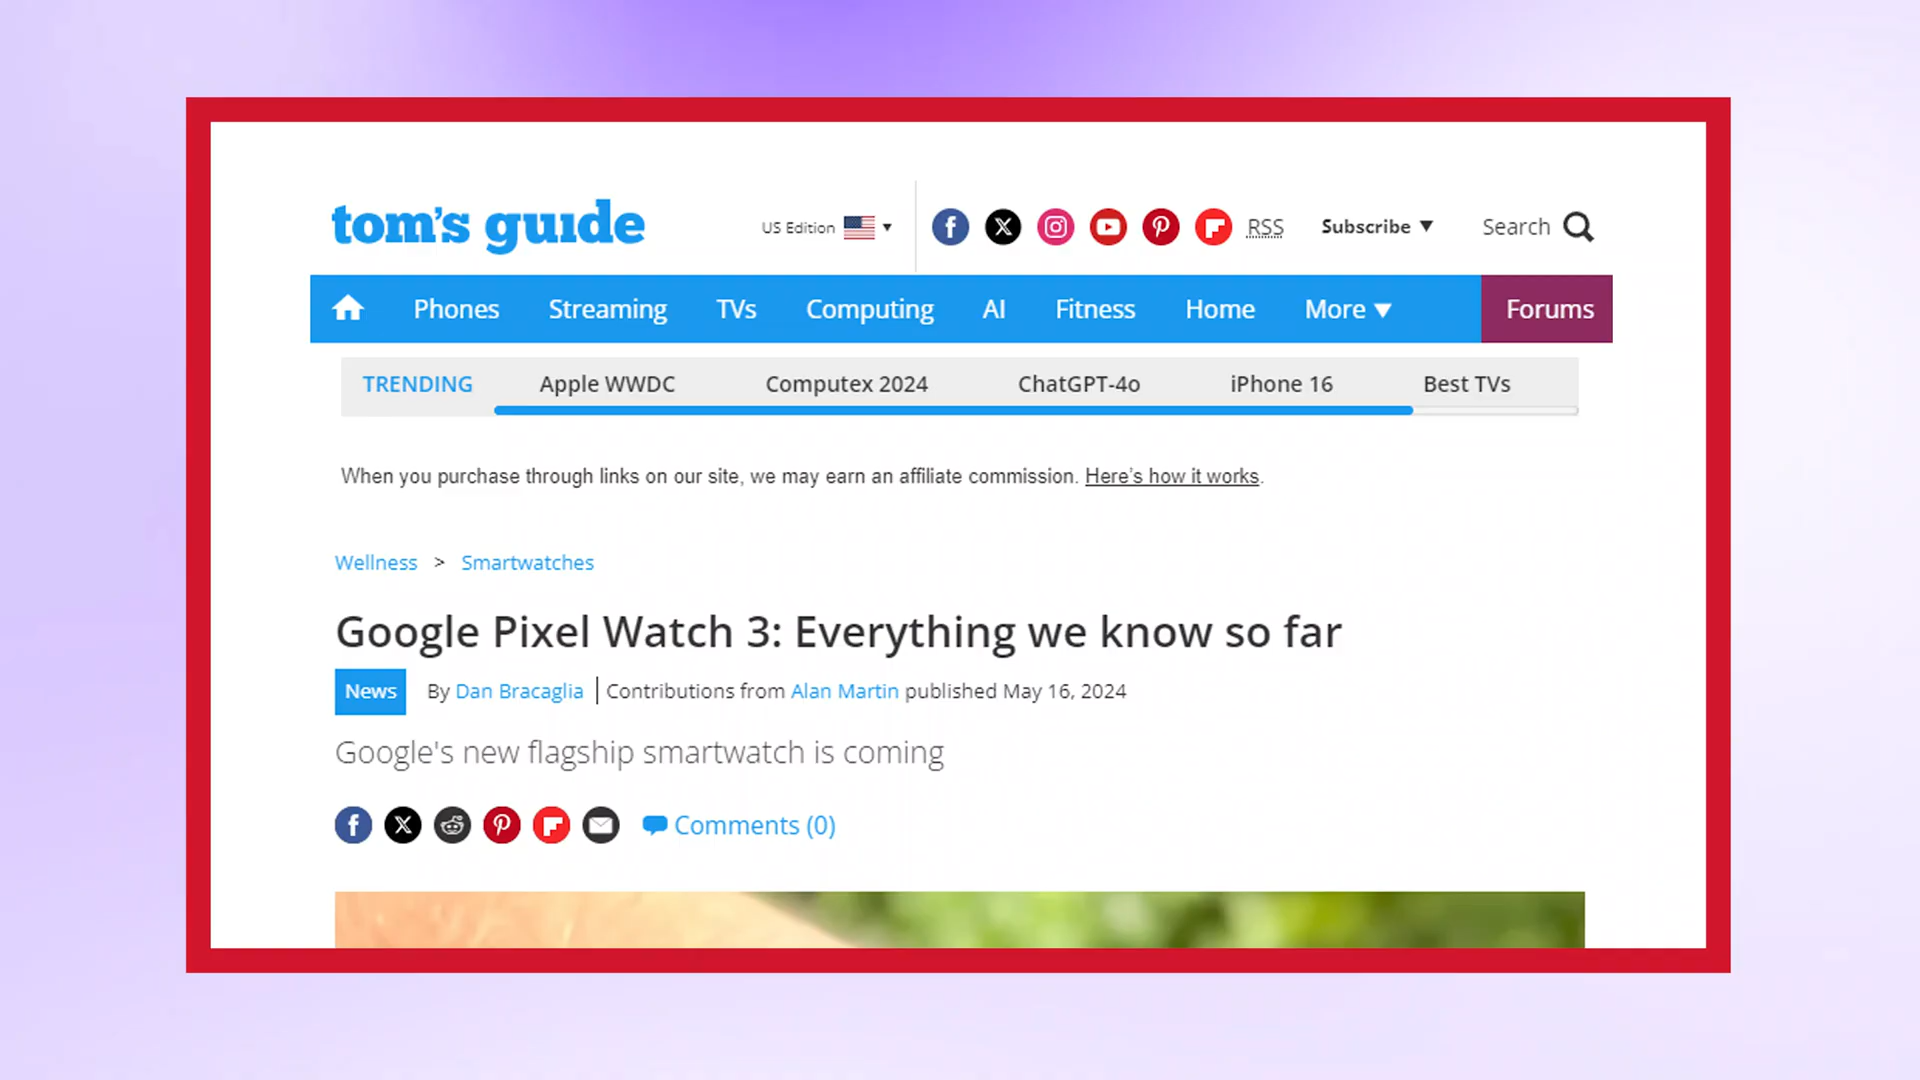 tom's guide
US Edition
RSS
Subscribe
Search
Phones
Streaming
TVs
Computing
AI
Fitness
Home
More
Forums
TRENDING
Apple WWDC
Computex 2024
ChatGPT-4o
iPhone 16
Best TVs
When you purchase through links on our site, we may earn an affiliate commission. Here's how it works.
Wellness > Smartwatches
Google Pixel Watch 3: Everything we know so far
News By Dan Bracaglia | Contributions from Alan Martin published May 16, 2024
Google's new flagship smartwatch is coming
Comments (0)